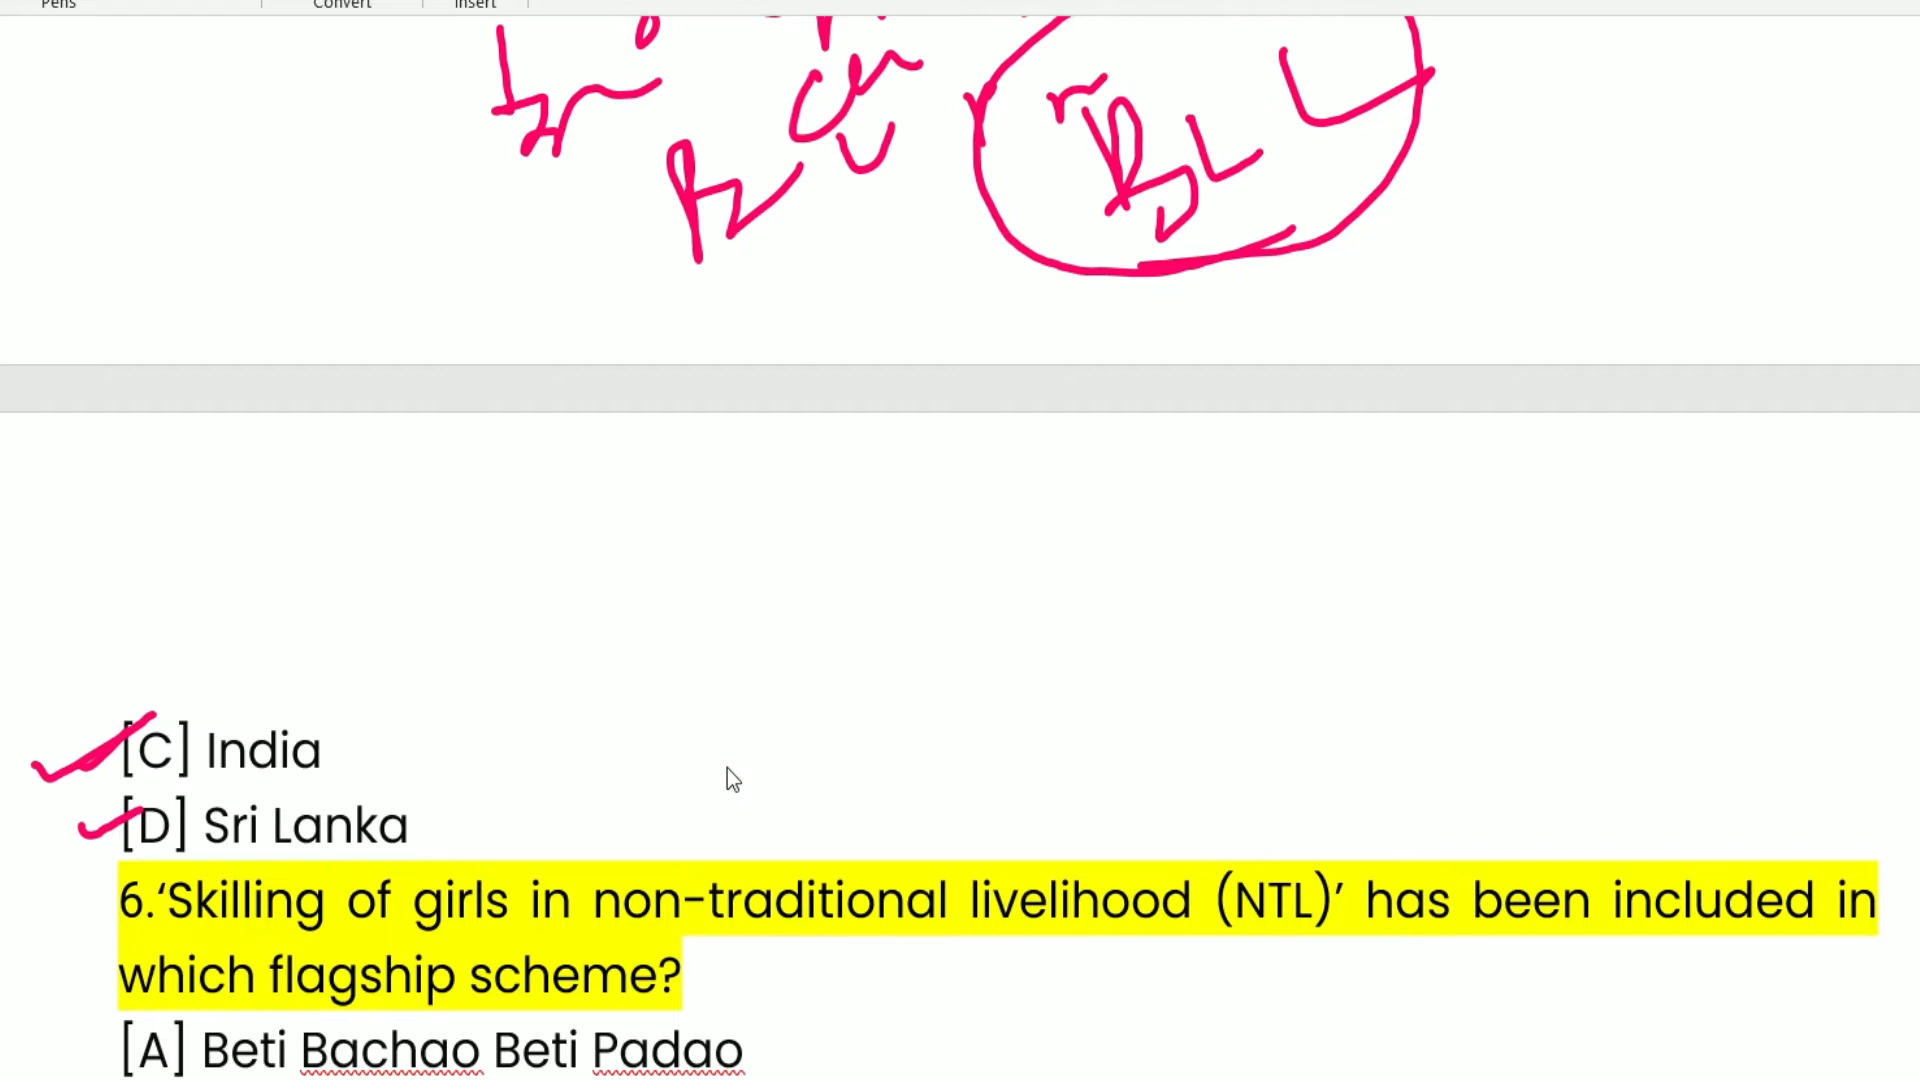 Pens Convert Insert
[C] India
[D] Sri Lanka
6.‘Skilling of girls in non-traditional livelihood (NTL)’ has been included in
which flagship scheme?
[A] Beti Bachao Beti Padao